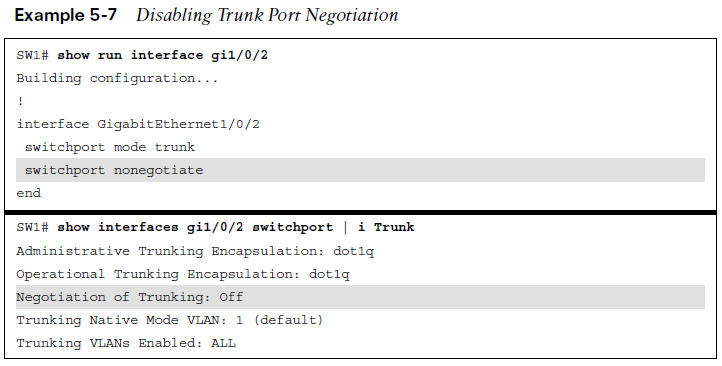 Example 5-7 Disabling Trunk Port Negotiation
SW1# show run interface gi1/0/2
Building configuration...
!
interface GigabitEthernet1/0/2
switchport mode trunk
switchport nonegotiate
end
SW1# show interfaces gi1/0/2 switchport | i Trunk
Administrative Trunking Encapsulation: dot1q
Operational Trunking Encapsulation: dot1q
Negotiation of Trunking: Off
Trunking Native Mode VLAN: 1 (default)
Trunking VLANs Enabled: ALL